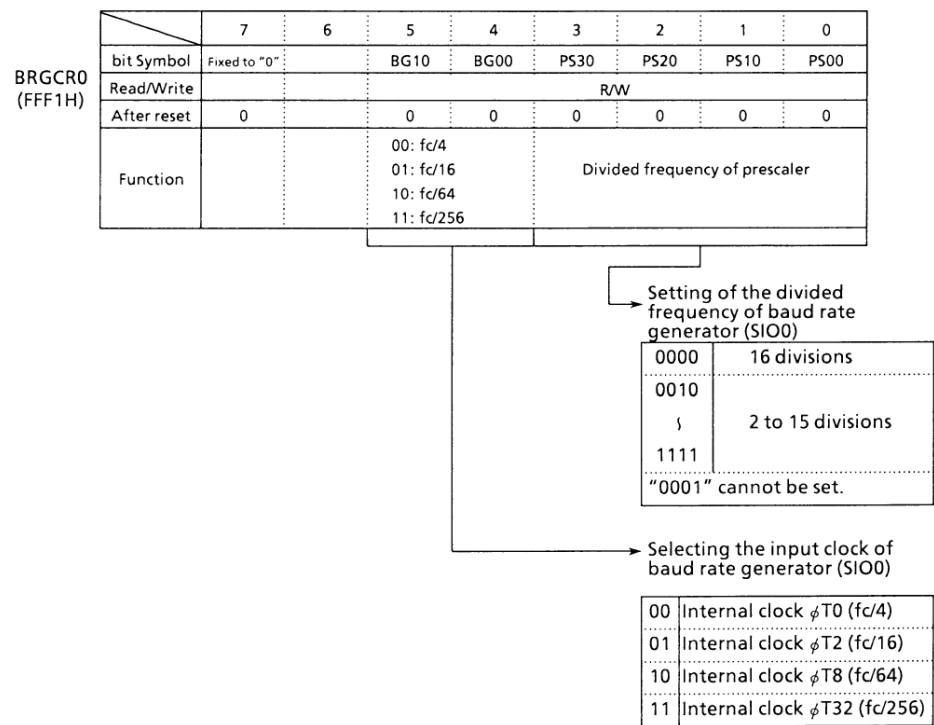 7 6 5 4 3 2 1 0
bit Symbol Fixed to "0" BG10 BG00 PS30 PS20 PS10 PS00
BRGCR0
(FFF1H)
Read/Write R/W
After reset 0 0 0 0 0 0 0
Function
00: fc/4
01: fc/16
10: fc/64
11: fc/256
Divided frequency of prescaler
Setting of the divided
frequency of baud rate
generator (SIO0)
0000 16 divisions
0010
⌇ 2 to 15 divisions
1111
"0001" cannot be set.
Selecting the input clock of
baud rate generator (SIO0)
00 Internal clock φT0 (fc/4)
01 Internal clock φT2 (fc/16)
10 Internal clock φT8 (fc/64)
11 Internal clock φT32 (fc/256)